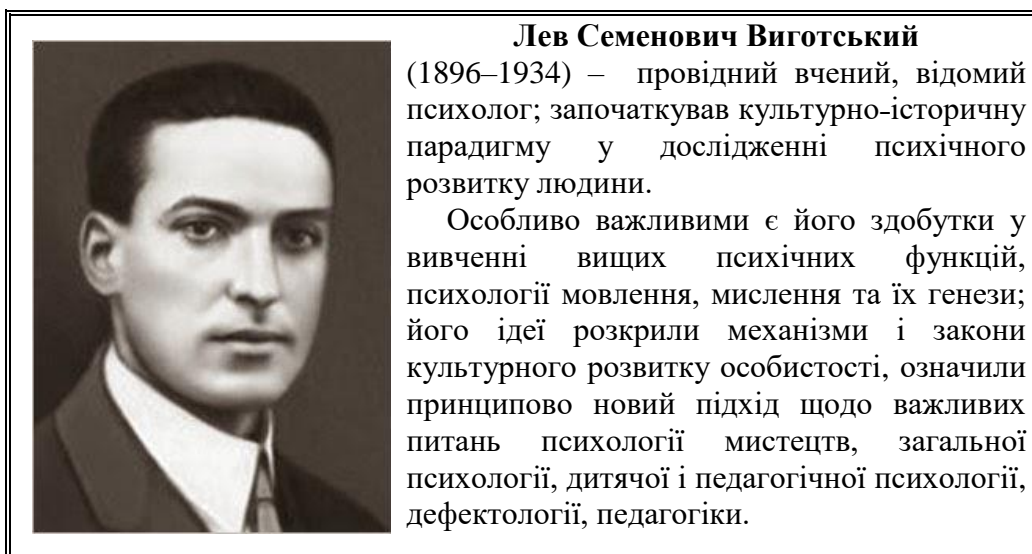 Лев Семенович Виготський
(1896–1934) – провідний вчений, відомий
психолог; започаткував культурно-історичну
парадигму у дослідженні психічного
розвитку людини.
Особливо важливими є його здобутки у
вивченні вищих психічних функцій,
психології мовлення, мислення та їх генези;
його ідеї розкрили механізми і закони
культурного розвитку особистості, означили
принципово новий підхід щодо важливих
питань психології мистецтв, загальної
психології, дитячої і педагогічної психології,
дефектології, педагогіки.